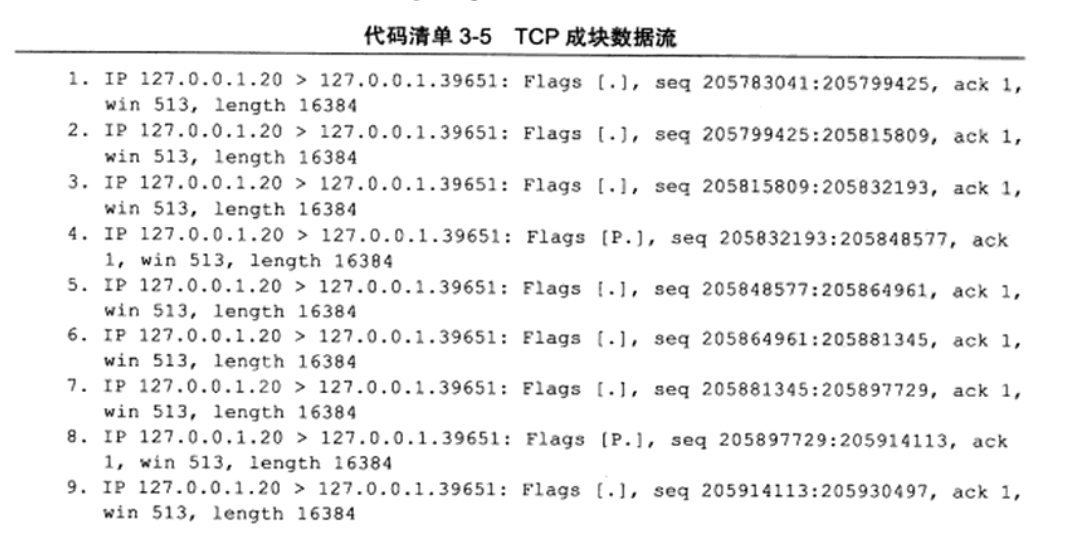 代码清单 3-5 TCP 成块数据流
1. IP 127.0.0.1.20 > 127.0.0.1.39651: Flags [.], seq 205783041:205799425, ack 1,
win 513, length 16384
2. IP 127.0.0.1.20 > 127.0.0.1.39651: Flags [.], seq 205799425:205815809, ack 1,
win 513, length 16384
3. IP 127.0.0.1.20 > 127.0.0.1.39651: Flags [.], seq 205815809:205832193, ack 1,
win 513, length 16384
4. IP 127.0.0.1.20 > 127.0.0.1.39651: Flags [P.], seq 205832193:205848577, ack
1, win 513, length 16384
5. IP 127.0.0.1.20 > 127.0.0.1.39651: Flags [.], seq 205848577:205864961, ack 1,
win 513, length 16384
6. IP 127.0.0.1.20 > 127.0.0.1.39651: Flags [.], seq 205864961:205881345, ack 1,
win 513, length 16384
7. IP 127.0.0.1.20 > 127.0.0.1.39651: Flags [.], seq 205881345:205897729, ack 1,
win 513, length 16384
8. IP 127.0.0.1.20 > 127.0.0.1.39651: Flags [P.], seq 205897729:205914113, ack
1, win 513, length 16384
9. IP 127.0.0.1.20 > 127.0.0.1.39651: Flags [.], seq 205914113:205930497, ack 1,
win 513, length 16384